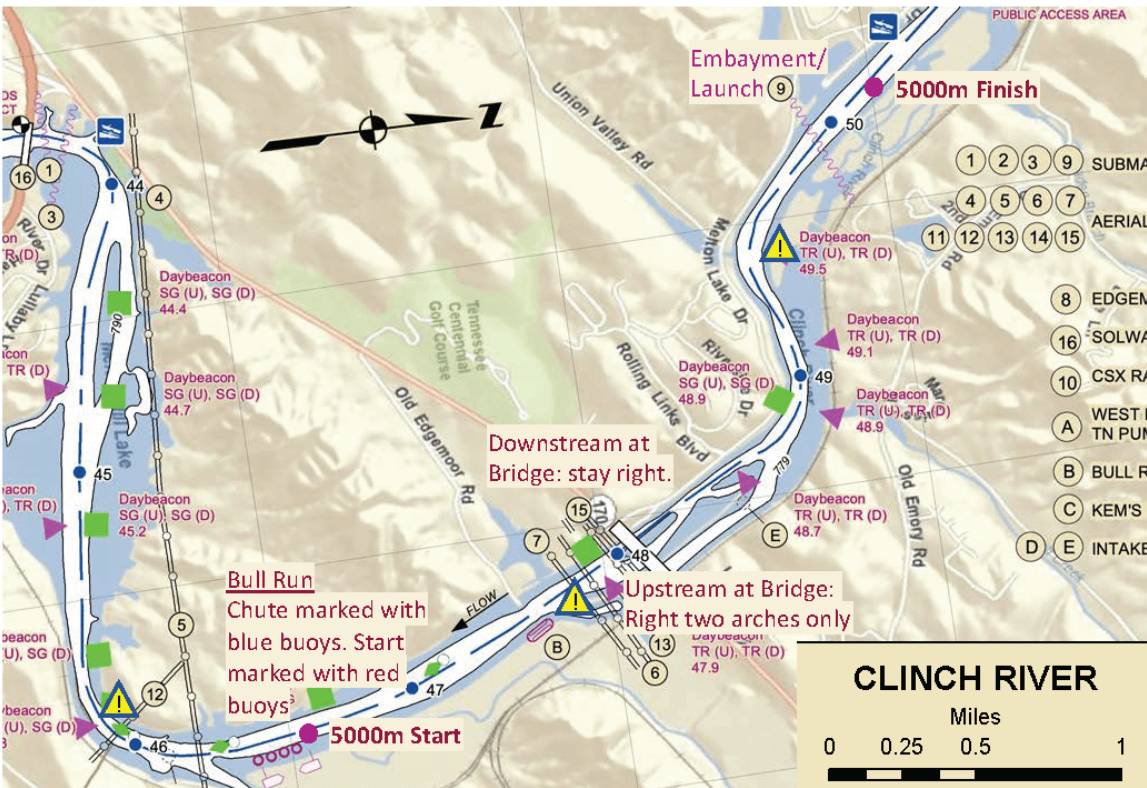 PUBLIC ACCESS AREA
Embayment/
Launch
9
5000m Finish
50
Union Valley Rd
Z
44
16
1
3
4
1 2 3 9 SUBMA
4 5 6 7
AERIAL
11 12 13 14 15
8 EDGEM
16 SOLWA
10 CSX RA
A WEST
TN PUM
B BULL R
C KEM'S
D E INTAKE
River Dr
Lullaby
Daybeacon
SG (U), SG (D)
44.4
790
Daybeacon
SG (U), SG (D)
44.7
Lake
45
Daybeacon
SG (U), SG (D)
45.2
Tennessee
Centennial
Golf Course
Old Edgemoor Rd
Melton Lake Dr
Rolling Links Blvd
Daybeacon
TR (U), TR (D)
49.5
Daybeacon
TR (U), TR (D)
49.1
49
Daybeacon
SG (U), SG (D)
48.9
Daybeacon
TR (U), TR (D)
48.9
Old Emory Rd
Downstream at
Bridge: stay right.
779
Daybeacon
TR (U), TR (D)
48.7
E
15
170
7
48
Upstream at Bridge:
Right two arches only
Daybeacon
TR (U), TR (D)
47.9
13
6
B
FLOW
Bull Run
Chute marked with
blue buoys. Start
marked with red
buoys
5
12
47
46
5000m Start
CLINCH RIVER
Miles
0 0.25 0.5 1